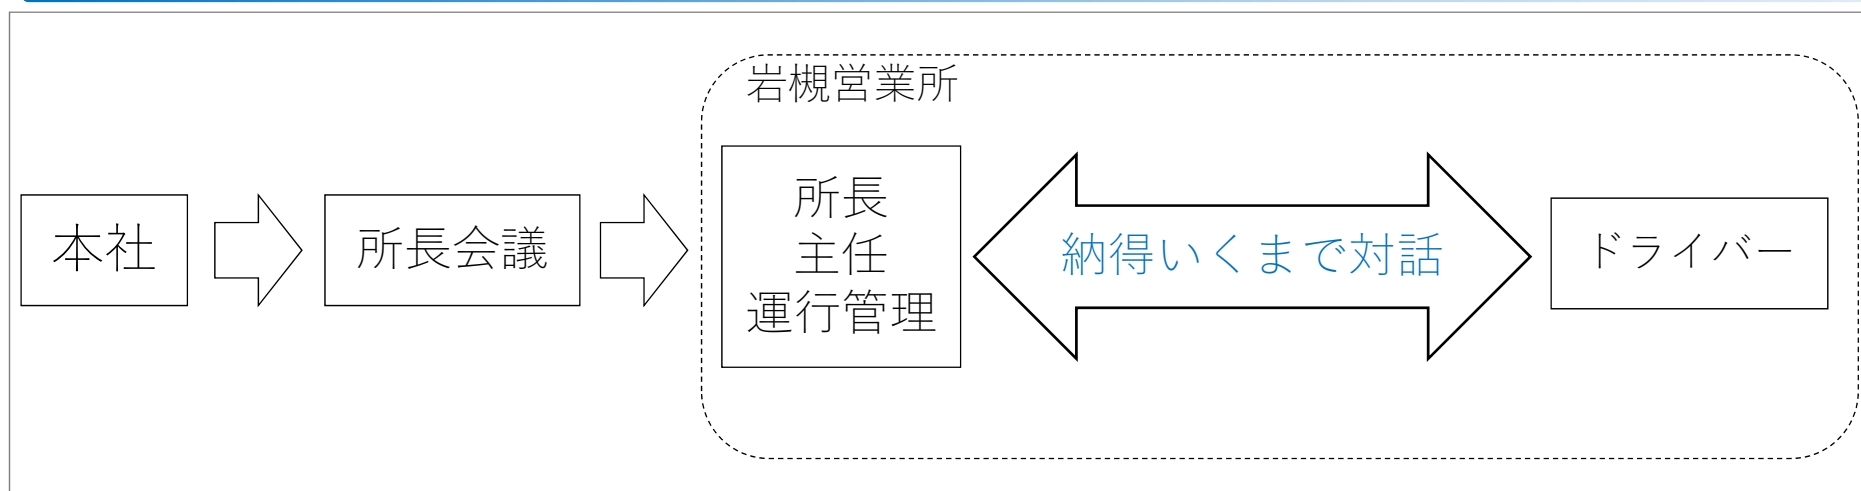 岩槻営業所
本社
所長会議
所長
主任
運行管理
納得いくまで対話
ドライバー